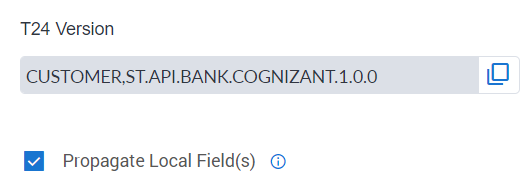 T24 Version
CUSTOMER,ST.API.BANK.COGNIZANT.1.0.0
Propagate Local Field(s)